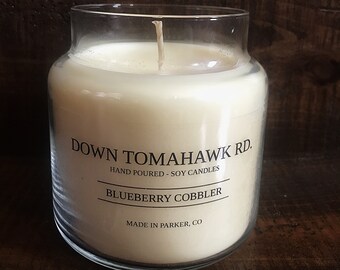 DOWN TOMAHAWK RD.
HAND POURED - SOY CANDLES
BLUEBERRY COBBLER
MADE IN PARKER, CO